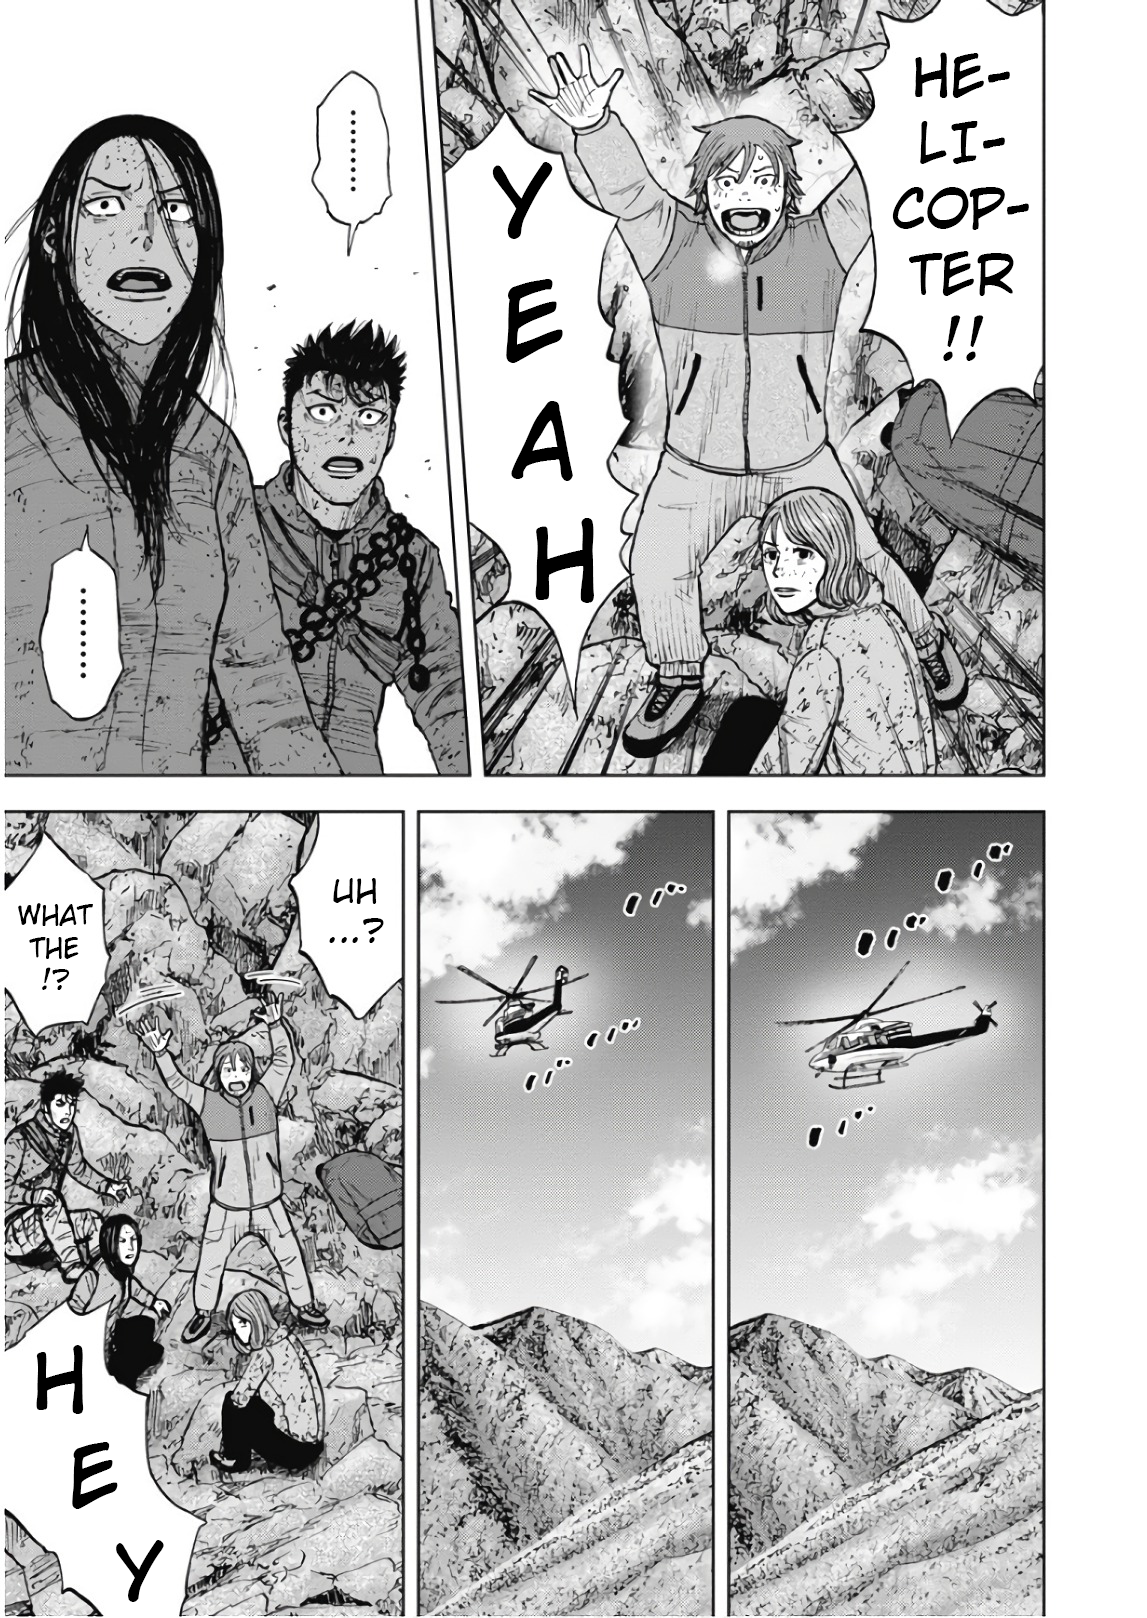 HE-
LI-
COP-
TER
!!
YEAH
………
………
UH
...?
WHAT
THE
!?
HEY